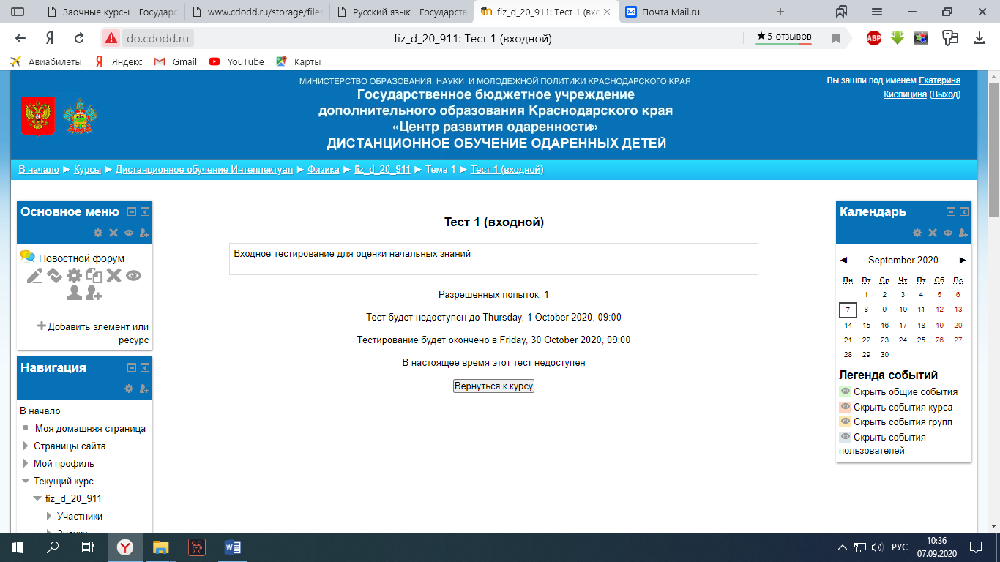 Заочные курсы - Государс
www.cdodd.ru/storage/files
Русский язык - Государств
fiz_d_20_911: Тест 1 (вхо
Почта Mail.ru
Я
do.cdodd.ru
fiz_d_20_911: Тест 1 (входной)
★5 отзывов
ABP
Авиабилеты
Яндекс
Gmail
YouTube
Карты
МИНИСТЕРСТВО ОБРАЗОВАНИЯ, НАУКИ И МОЛОДЕЖНОЙ ПОЛИТИКИ КРАСНОДАРСКОГО КРАЯ
Государственное бюджетное учреждение
дополнительного образования Краснодарского края
«Центр развития одаренности»
ДИСТАНЦИОННОЕ ОБУЧЕНИЕ ОДАРЕННЫХ ДЕТЕЙ
Вы зашли под именем Екатерина
Кислицина (Выход)
В начало ► Курсы ► Дистанционное обучение Интеллектуал ► Физика ► fiz_d_20_911 ► Тема 1 ► Тест 1 (входной)
Основное меню
Новостной форум
Добавить элемент или
ресурс
Навигация
В начало
Моя домашняя страница
Страницы сайта
Мой профиль
Текущий курс
fiz_d_20_911
Участники
Тест 1 (входной)
Входное тестирование для оценки начальных знаний
Разрешенных попыток: 1
Тест будет недоступен до Thursday, 1 October 2020, 09:00
Тестирование будет окончено в Friday, 30 October 2020, 09:00
В настоящее время этот тест недоступен
Вернуться к курсу
Календарь
◄ September 2020 ►
Пн Вт Ср Чт Пт Сб Вс
1 2 3 4 5 6
7 8 9 10 11 12 13
14 15 16 17 18 19 20
21 22 23 24 25 26 27
28 29 30
Легенда событий
Скрыть общие события
Скрыть события курса
Скрыть события групп
Скрыть события
пользователей
РУС
10:36
07.09.2020